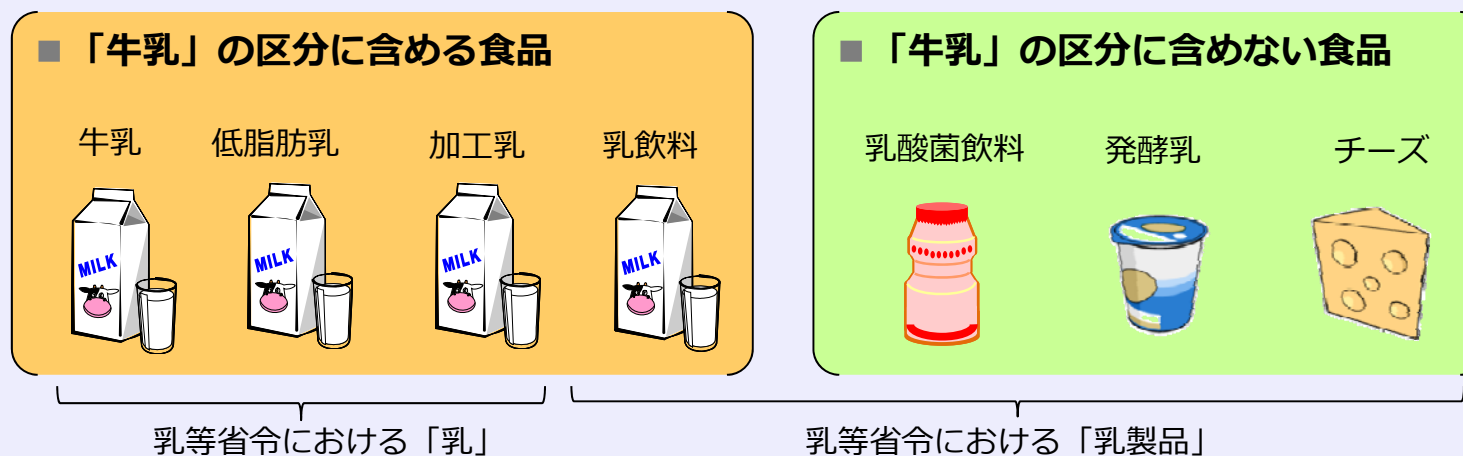 ■ 「牛乳」の区分に含める食品
牛乳 低脂肪乳 加工乳 乳飲料
MILK MILK MILK MILK
■ 「牛乳」の区分に含めない食品
乳酸菌飲料 発酵乳 チーズ
乳等省令における「乳」
乳等省令における「乳製品」